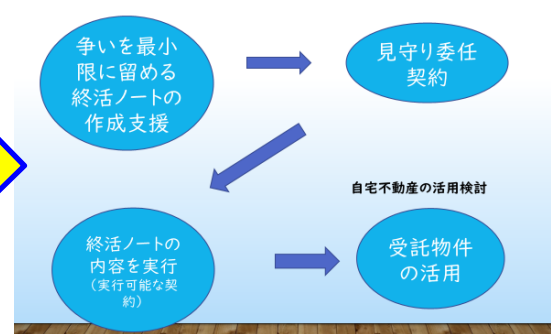 争いを最小
限に留める
終活ノートの
作成支援
見守り委任
契約
自宅不動産の活用検討
終活ノートの
内容を実行
(実行可能な契
約)
受託物件
の活用